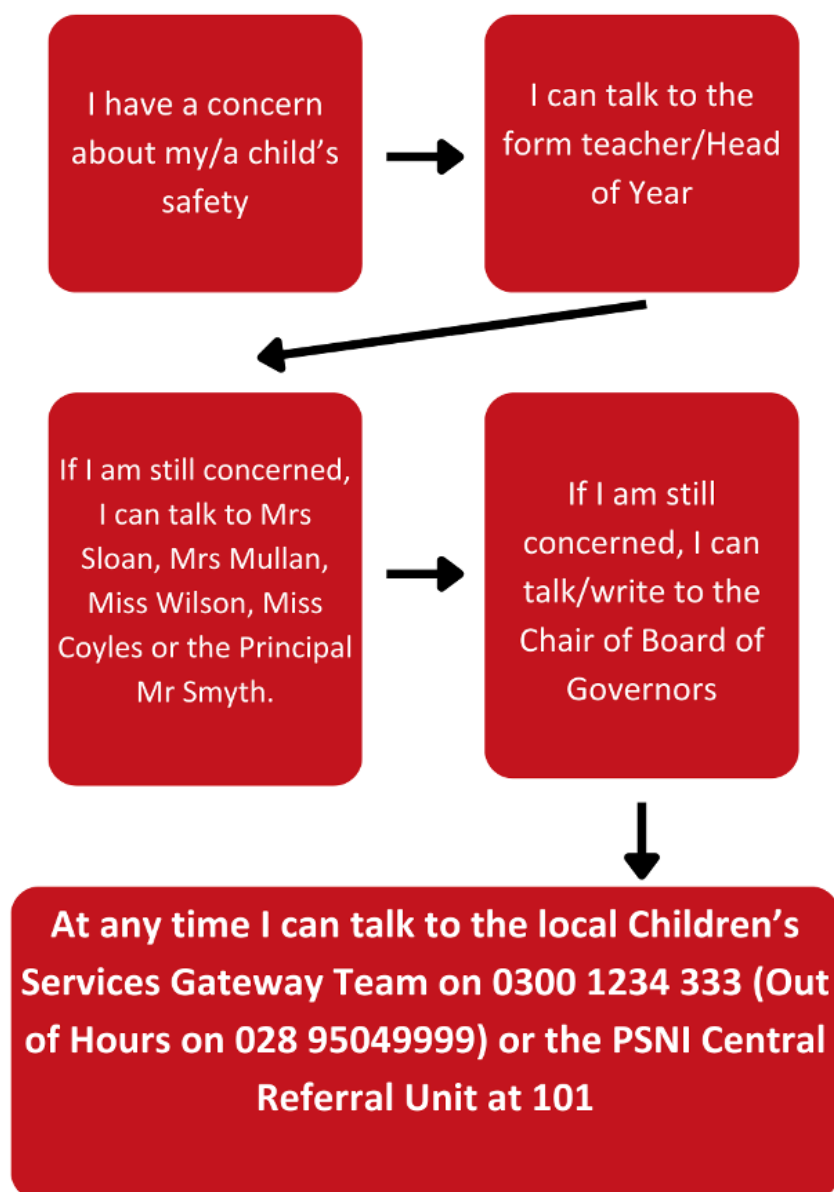 I have a concern
about my/a child’s
safety
I can talk to the
form teacher/Head
of Year
If I am still concerned,
I can talk to Mrs
Sloan, Mrs Mullan,
Miss Wilson, Miss
Coyles or the Principal
Mr Smyth.
If I am still
concerned, I can
talk/write to the
Chair of Board of
Governors
At any time I can talk to the local Children’s
Services Gateway Team on 0300 1234 333 (Out
of Hours on 028 95049999) or the PSNI Central
Referral Unit at 101